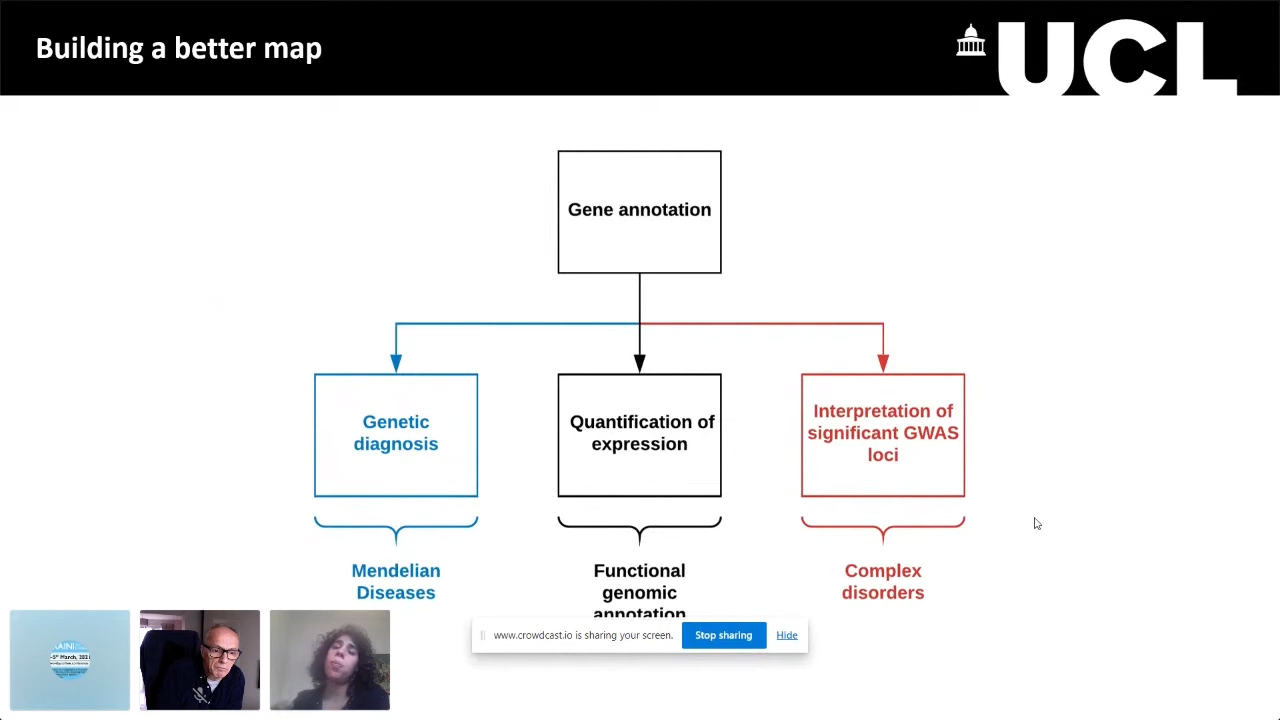 Building a better map
UCL
Gene annotation
Genetic
diagnosis
Quantification of
expression
Interpretation of
significant GWAS
loci
Mendelian
Diseases
Functional
genomic
annotation
Complex
disorders
www.crowdcast.io is sharing your screen.
Stop sharing
Hide